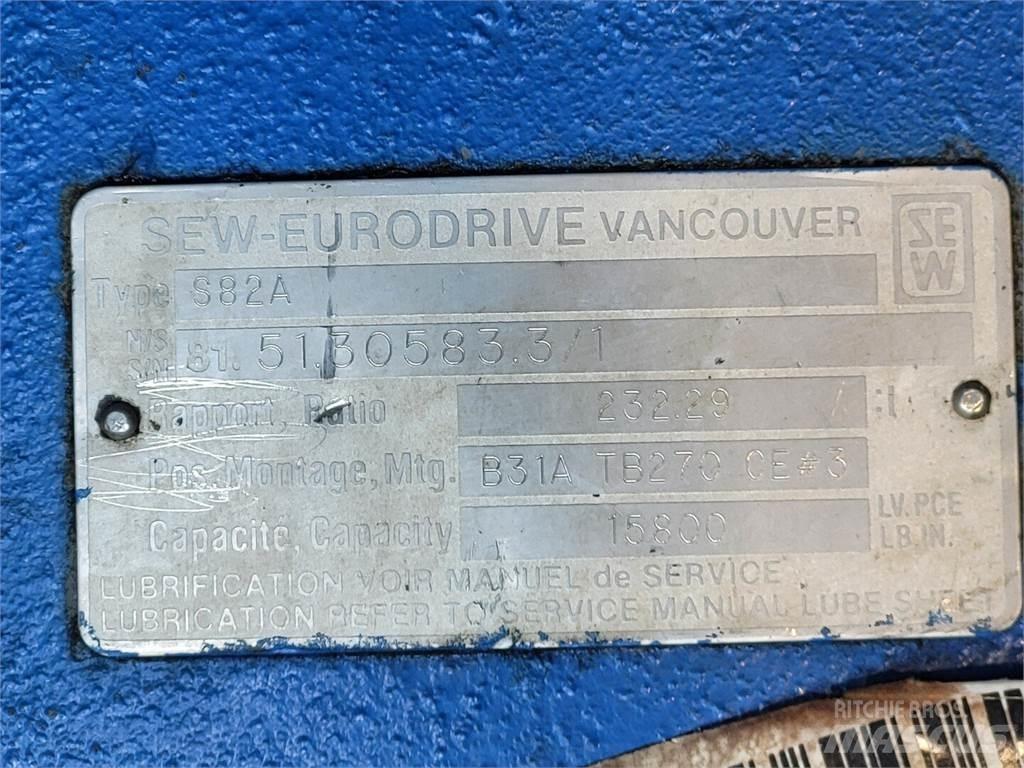 SEW-EURODRIVE VANCOUVER
SEW
Type S82A
N/S. S/N. 81. 51.30583.3/1
Rapport, Ratio 232.29 :1
Pos. Montage, Mtg. B31A TB270 CE#3
Capacité, Capacity 15800 LV. PCE LB. IN.
LUBRIFICATION VOIR MANUEL de SERVICE
LUBRICATION REFER TO SERVICE MANUAL LUBE SHEET
RITCHIE BROS.
MASCUS